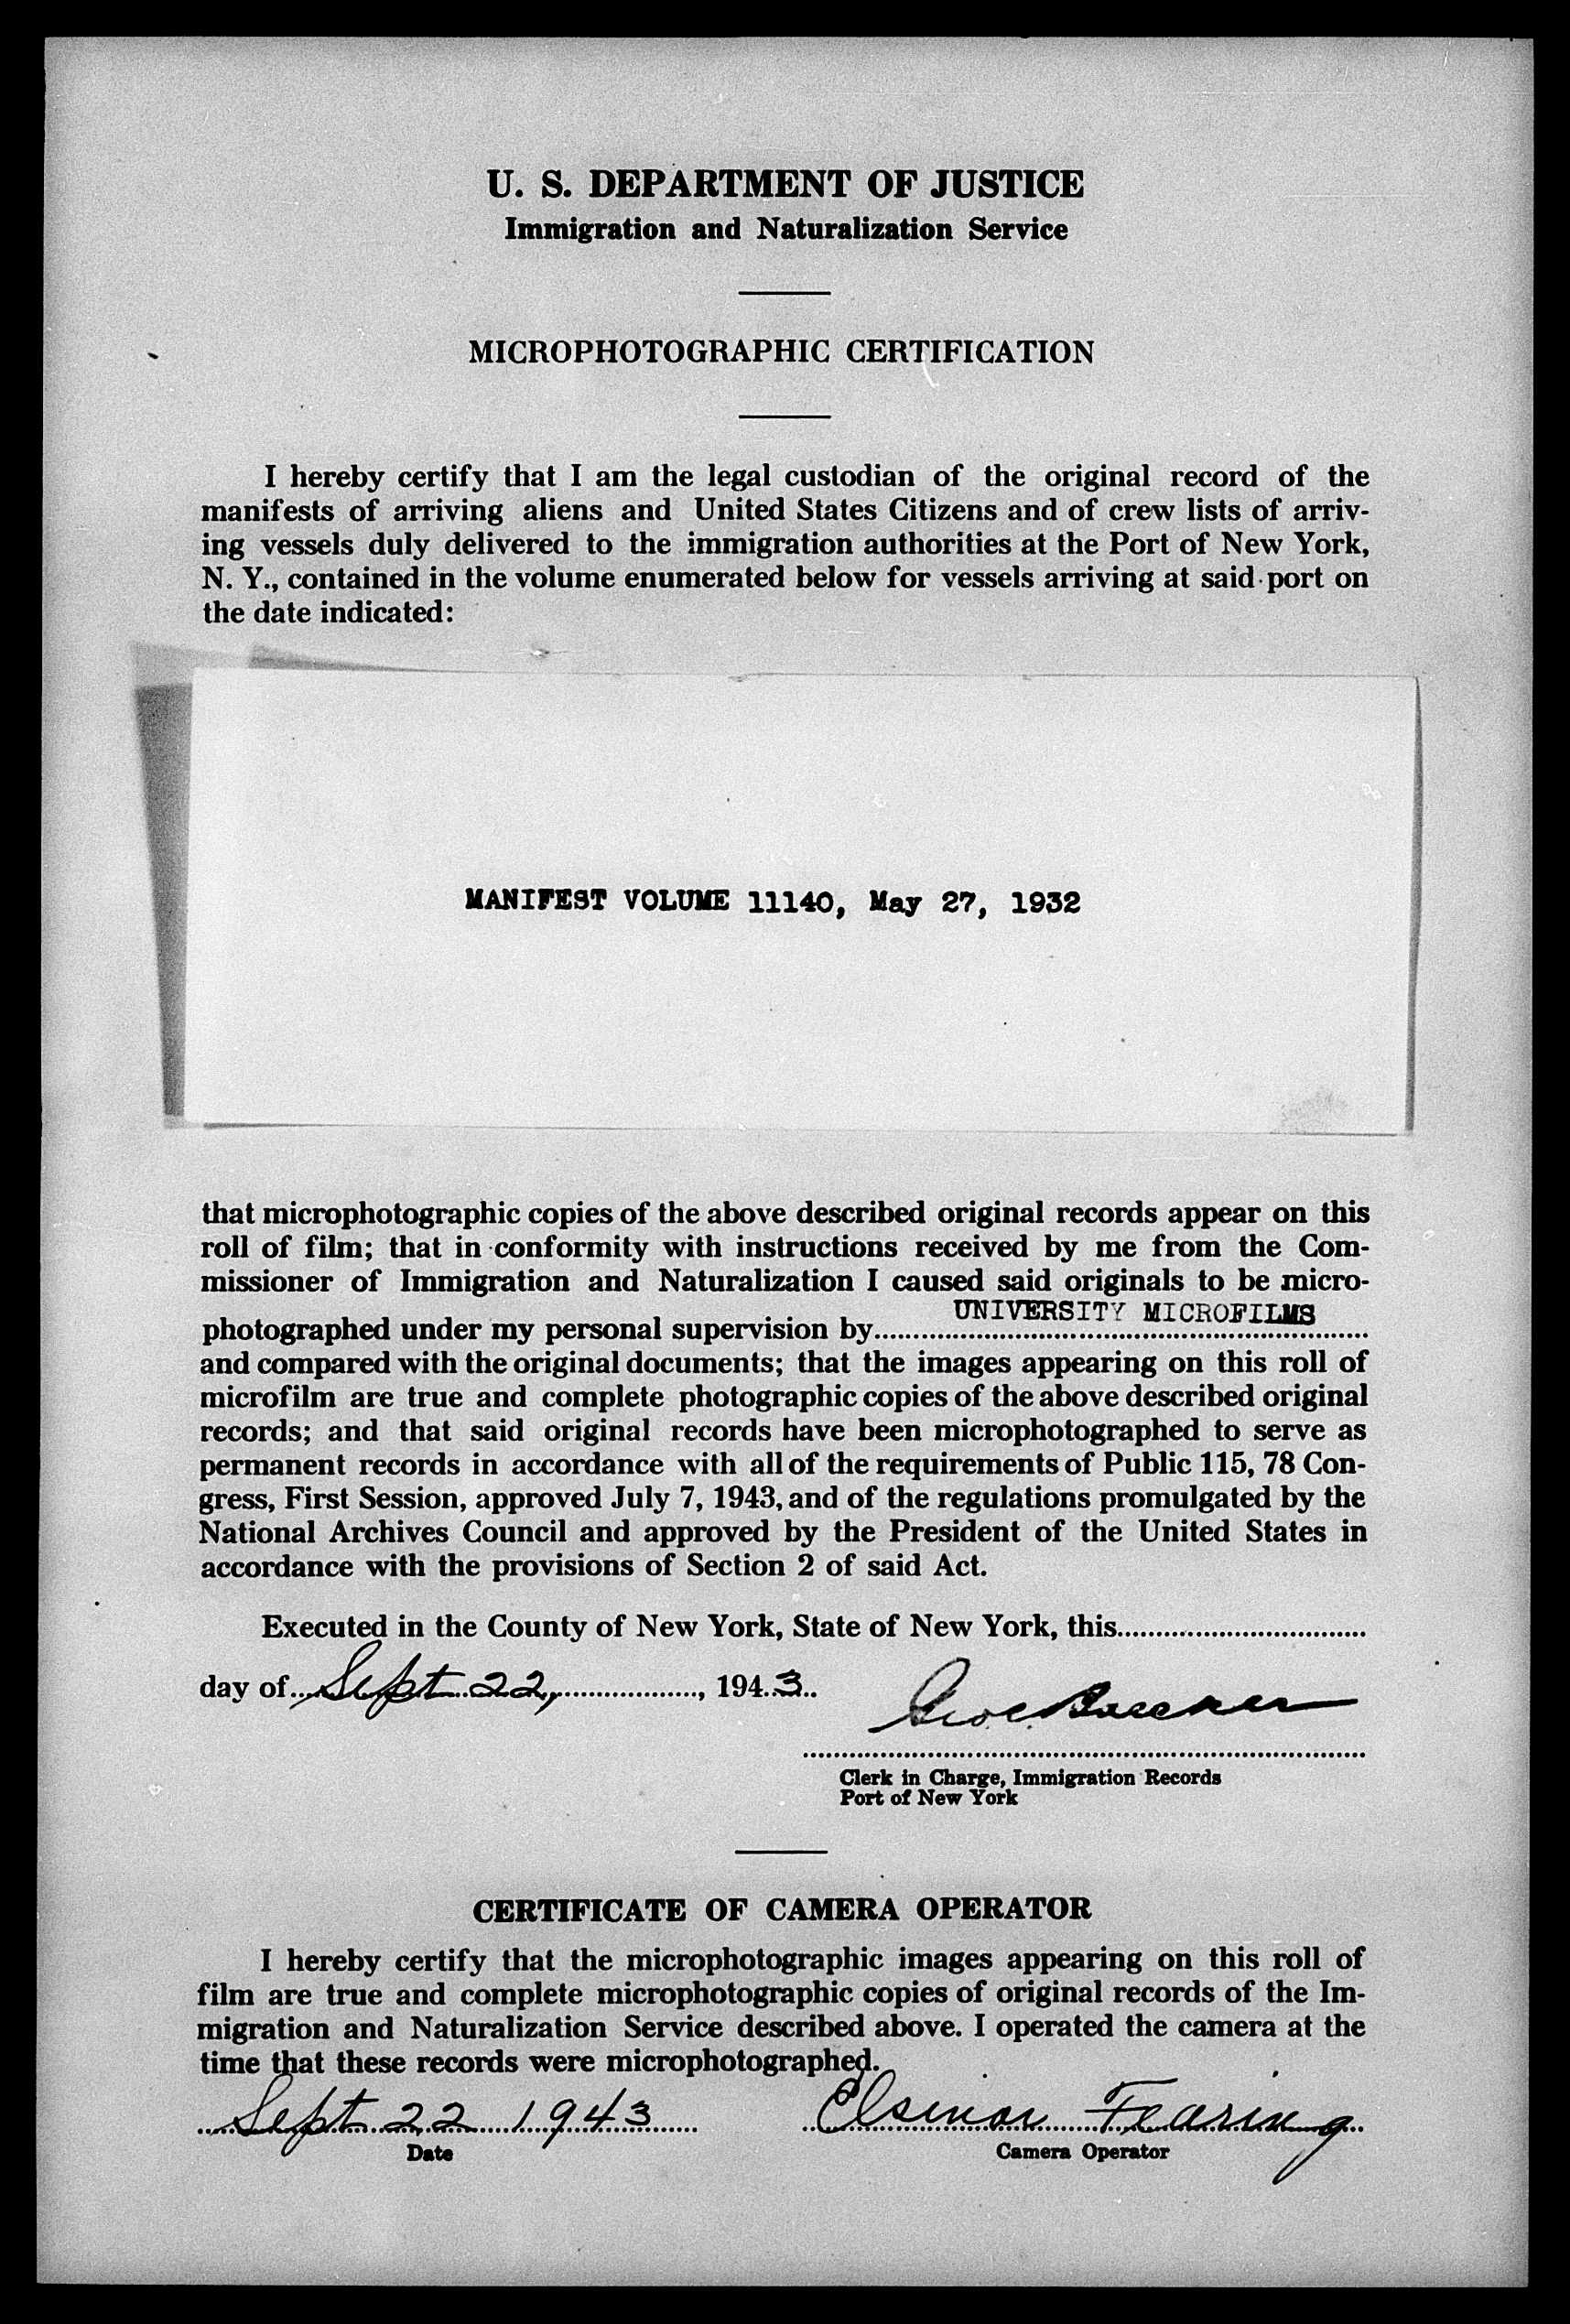 U. S. DEPARTMENT OF JUSTICE
Immigration and Naturalization Service
MICROPHOTOGRAPHIC CERTIFICATION
I hereby certify that I am the legal custodian of the original record of the
manifests of arriving aliens and United States Citizens and of crew lists of arriv-
ing vessels duly delivered to the immigration authorities at the Port of New York,
N. Y., contained in the volume enumerated below for vessels arriving at said port on
the date indicated:
MANIFEST VOLUME 11140, May 27, 1932
that microphotographic copies of the above described original records appear on this
roll of film; that in conformity with instructions received by me from the Com-
missioner of Immigration and Naturalization I caused said originals to be micro-
photographed under my personal supervision by UNIVERSITY MICROFILMS
and compared with the original documents; that the images appearing on this roll of
microfilm are true and complete photographic copies of the above described original
records; and that said original records have been microphotographed to serve as
permanent records in accordance with all of the requirements of Public 115, 78 Con-
gress, First Session, approved July 7, 1943, and of the regulations promulgated by the
National Archives Council and approved by the President of the United States in
accordance with the provisions of Section 2 of said Act.
Executed in the County of New York, State of New York, this
day of Sept 22, , 1943
Clerk in Charge, Immigration Records
Port of New York
CERTIFICATE OF CAMERA OPERATOR
I hereby certify that the microphotographic images appearing on this roll of
film are true and complete microphotographic copies of original records of the Im-
migration and Naturalization Service described above. I operated the camera at the
time that these records were microphotographed.
Sept 22 1943 Elsinor Fearing
Date Camera Operator